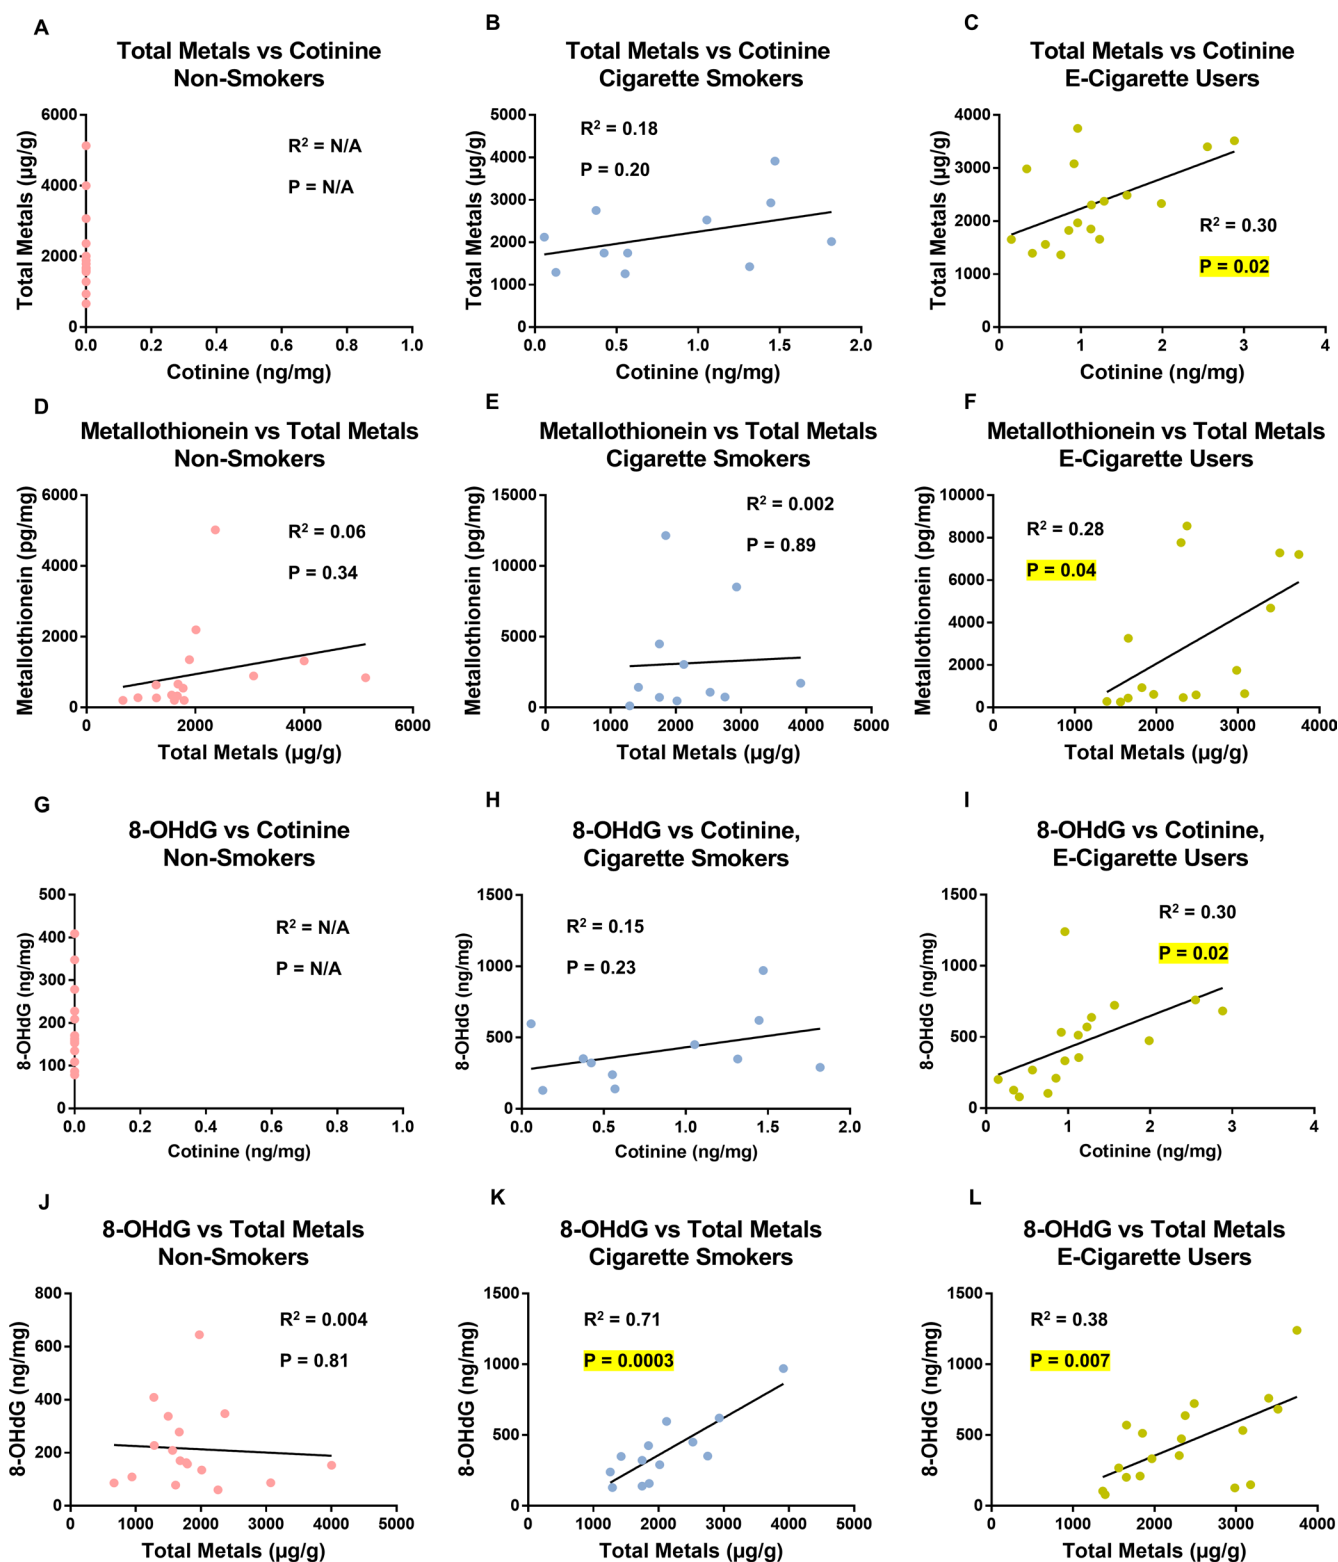 A
Total Metals vs Cotinine
Non-Smokers
6000
4000
2000
0
Total Metals (µg/g)
R² = N/A
P = N/A
0.0 0.2 0.4 0.6 0.8 1.0
Cotinine (ng/mg)
B
Total Metals vs Cotinine
Cigarette Smokers
5000
4000
3000
2000
1000
0
Total Metals (µg/g)
R² = 0.18
P = 0.20
0.0 0.5 1.0 1.5 2.0
Cotinine (ng/mg)
C
Total Metals vs Cotinine
E-Cigarette Users
4000
3000
2000
1000
0
Total Metals (µg/g)
R² = 0.30
P = 0.02
0 1 2 3 4
Cotinine (ng/mg)
D
Metallothionein vs Total Metals
Non-Smokers
6000
4000
2000
0
Metallothionein (pg/mg)
R² = 0.06
P = 0.34
0 2000 4000 6000
Total Metals (µg/g)
E
Metallothionein vs Total Metals
Cigarette Smokers
15000
10000
5000
0
Metallothionein (pg/mg)
R² = 0.002
P = 0.89
0 1000 2000 3000 4000 5000
Total Metals (µg/g)
F
Metallothionein vs Total Metals
E-Cigarette Users
10000
8000
6000
4000
2000
0
Metallothionein (pg/mg)
R² = 0.28
P = 0.04
0 1000 2000 3000 4000
Total Metals (µg/g)
G
8-OHdG vs Cotinine
Non-Smokers
500
400
300
200
100
0
8-OHdG (ng/mg)
R² = N/A
P = N/A
0.0 0.2 0.4 0.6 0.8 1.0
Cotinine (ng/mg)
H
8-OHdG vs Cotinine,
Cigarette Smokers
1500
1000
500
0
8-OHdG (ng/mg)
R² = 0.15
P = 0.23
0.0 0.5 1.0 1.5 2.0
Cotinine (ng/mg)
I
8-OHdG vs Cotinine,
E-Cigarette Users
1500
1000
500
0
8-OHdG (ng/mg)
R² = 0.30
P = 0.02
0 1 2 3 4
Cotinine (ng/mg)
J
8-OHdG vs Total Metals
Non-Smokers
800
600
400
200
0
8-OHdG (ng/mg)
R² = 0.004
P = 0.81
0 1000 2000 3000 4000 5000
Total Metals (µg/g)
K
8-OHdG vs Total Metals
Cigarette Smokers
1500
1000
500
0
8-OHdG (ng/mg)
R² = 0.71
P = 0.0003
0 1000 2000 3000 4000 5000
Total Metals (µg/g)
L
8-OHdG vs Total Metals
E-Cigarette Users
1500
1000
500
0
8-OHdG (ng/mg)
R² = 0.38
P = 0.007
0 1000 2000 3000 4000
Total Metals (µg/g)